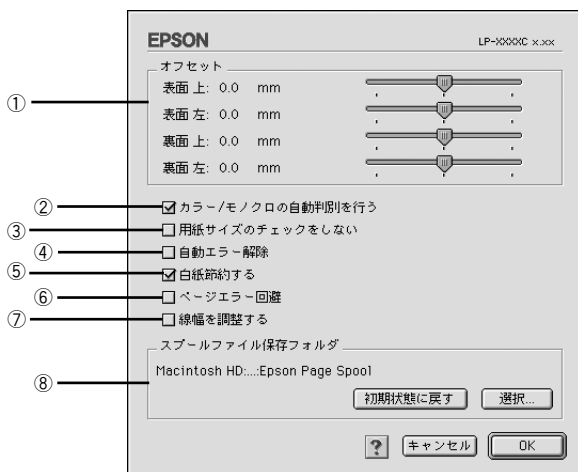 EPSON LP-XXXXC x.xx
オフセット
① 表面 上: 0.0 mm
表面 左: 0.0 mm
裏面 上: 0.0 mm
裏面 左: 0.0 mm
② カラー/モノクロの自動判別を行う
③ 用紙サイズのチェックをしない
④ 自動エラー解除
⑤ 白紙節約する
⑥ ページエラー回避
⑦ 線幅を調整する
スプールファイル保存フォルダ
⑧ Macintosh HD:...:Epson Page Spool
初期状態に戻す 選択...
? キャンセル OK